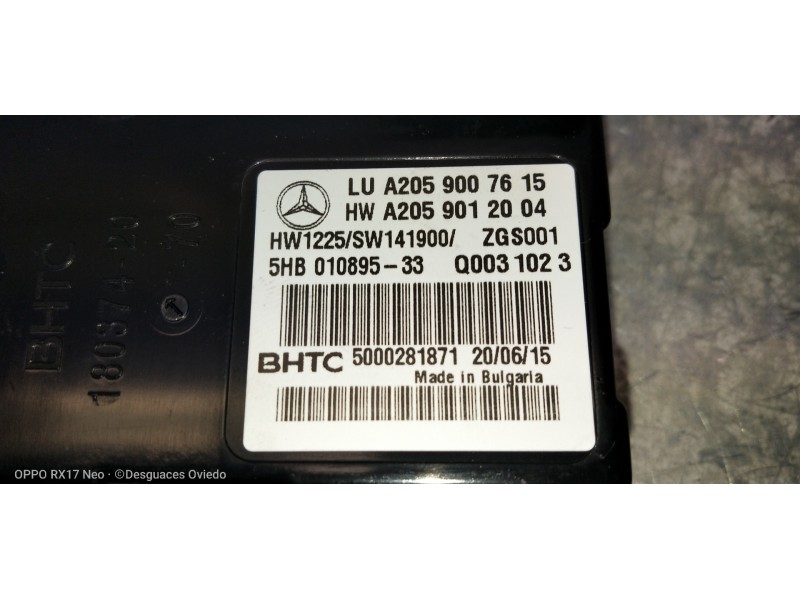 LU A205 900 76 15
HW A205 901 20 04
HW1225/SW141900/ ZGS001
5HB 010895-33 Q003 102 3
BHTC 5000281871 20/06/15
Made in Bulgaria
BHTC
OPPO RX17 Neo · ©Desguaces Oviedo